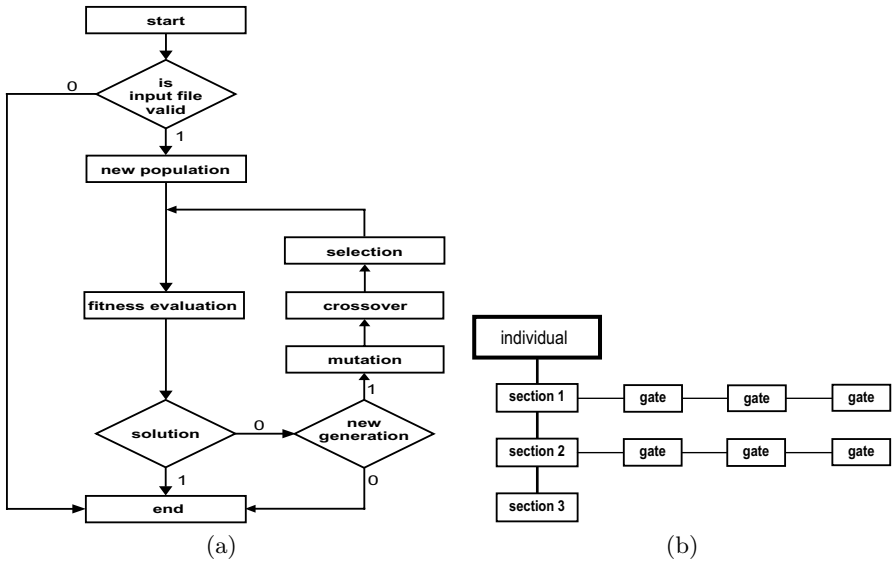 start
0
is
input file
valid
1
new population
selection
fitness evaluation
crossover
mutation
1
solution
0
new
generation
1
0
end
(a)
individual
section 1 gate gate gate
section 2 gate gate gate
section 3
(b)